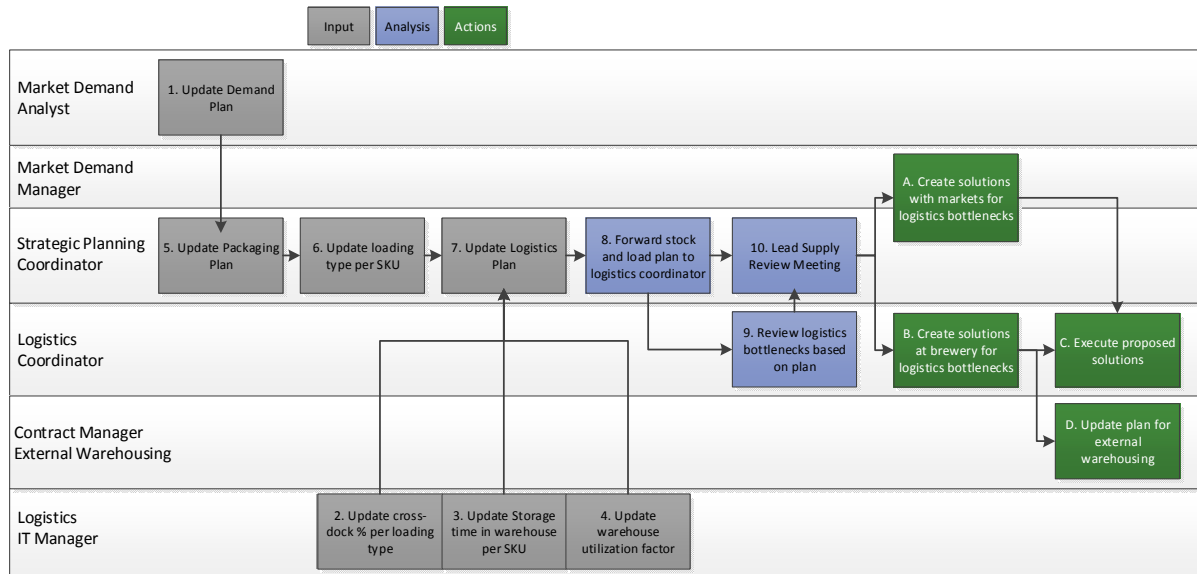 Input
Analysis
Actions
Market Demand
Analyst
1. Update Demand
Plan
Market Demand
Manager
A. Create solutions
with markets for
logistics bottlenecks
Strategic Planning
Coordinator
5. Update Packaging
Plan
6. Update loading
type per SKU
7. Update Logistics
Plan
8. Forward stock
and load plan to
logistics coordinator
10. Lead Supply
Review Meeting
Logistics
Coordinator
9. Review logistics
bottlenecks based
on plan
B. Create solutions
at brewery for
logistics bottlenecks
C. Execute proposed
solutions
Contract Manager
External Warehousing
D. Update plan for
external
warehousing
Logistics
IT Manager
2. Update cross-
dock % per loading
type
3. Update Storage
time in warehouse
per SKU
4. Update
warehouse
utilization factor